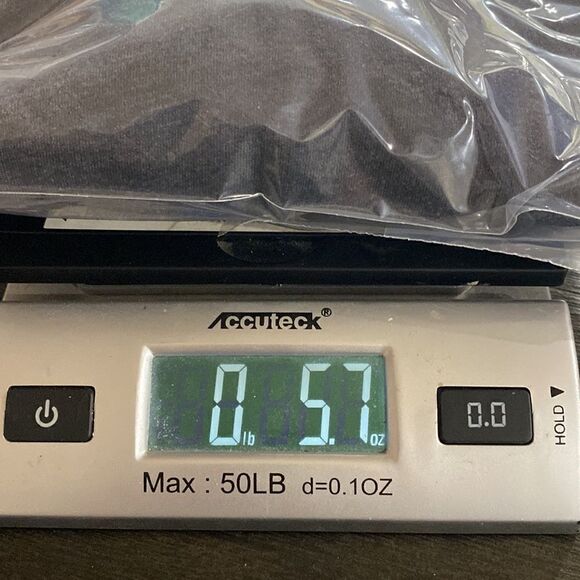 Accuteck®
0 lb 5.7 oz
0.0
HOLD ▼
Max : 50LB d=0.1OZ